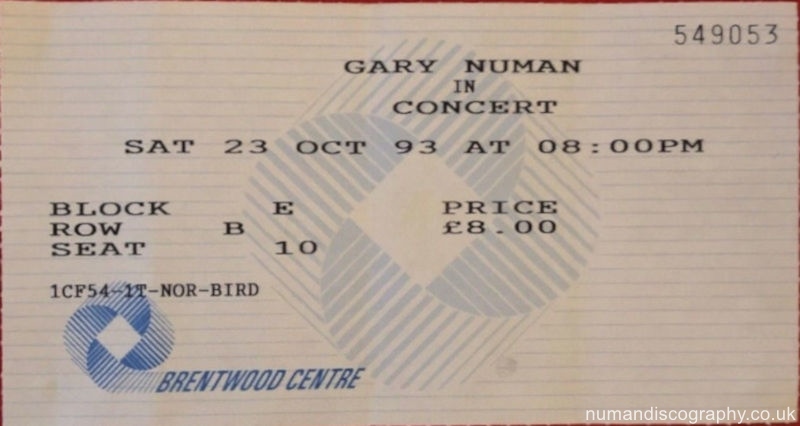 549053
GARY NUMAN
IN
CONCERT
SAT 23 OCT 93 AT 08:00PM
BLOCK E PRICE
ROW B £8.00
SEAT 10
1CF54-1T-NOR-BIRD
BRENTWOOD CENTRE
numandiscography.co.uk